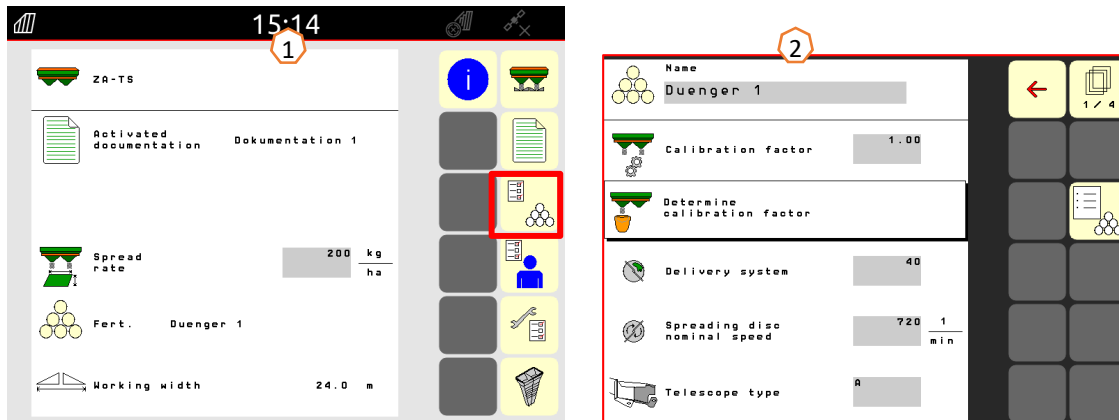 15:14
1
ZA-TS
i
Activated
documentation
Dokumentation 1
Spread
rate
200 kg
ha
Fert. Duenger 1
Working width 24.0 m
2
Name
Duenger 1
1/4
Calibration factor 1.00
Determine
calibration factor
Delivery system 40
Spreading disc
nominal speed
720 1
min
Telescope type A